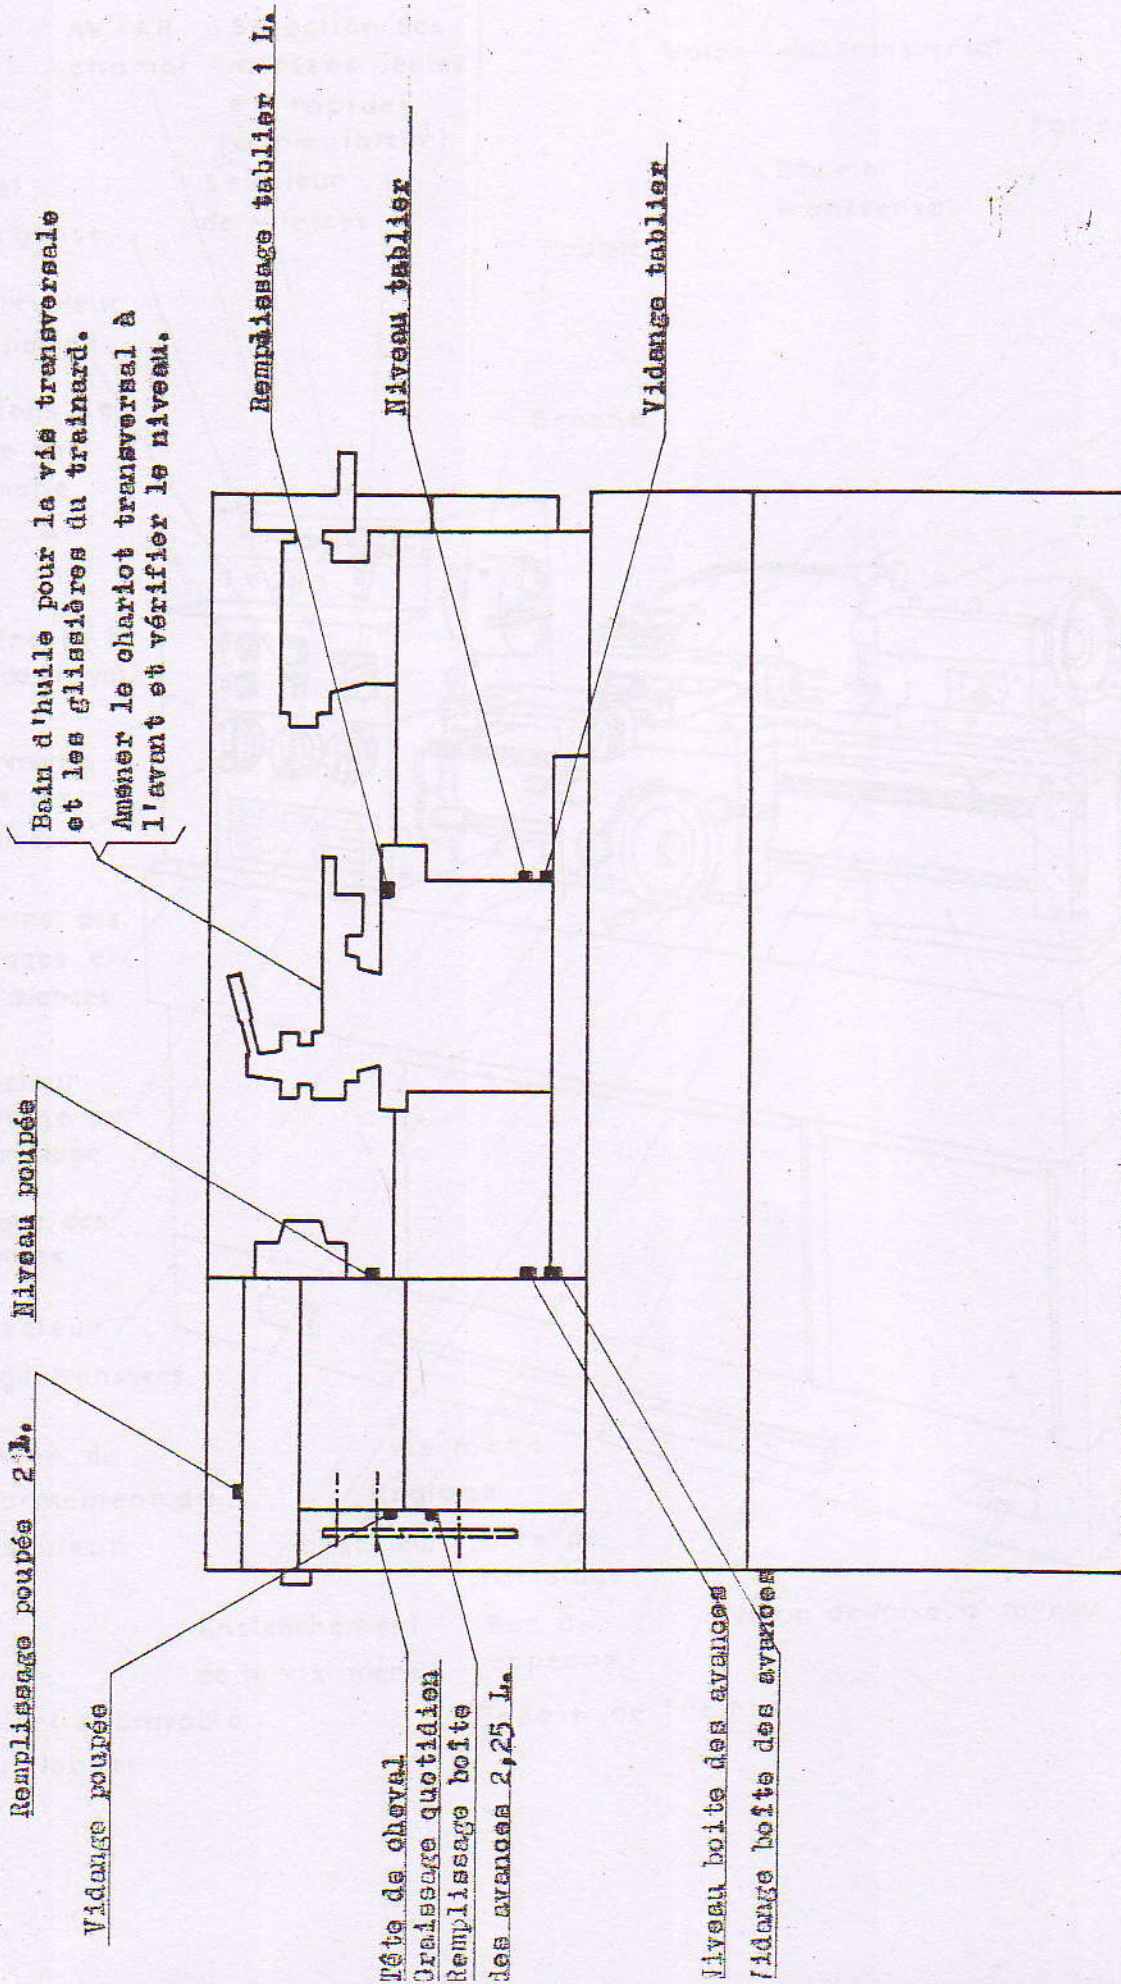 Remplissage poupée 2 L.
Niveau poupée
Bain d'huile pour la vis transversale
et les glissières du trainard.
Amener le chariot transversal à
l'avant et vérifier le niveau.
Vidange poupée
Remplissage tablier 1 L.
Niveau tablier
Vidange tablier
Tête de cheval
Graissage quotidien
Remplissage boîte
des avances 2,25 L.
Niveau boite des avances
Vidange boîte des avances